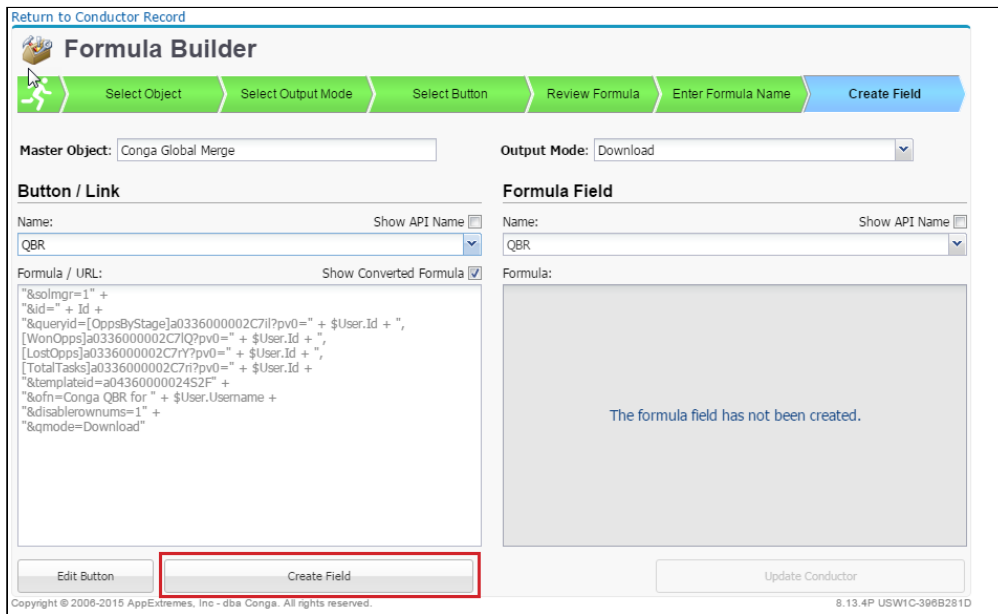 Return to Conductor Record
Formula Builder
Select Object
Select Output Mode
Select Button
Review Formula
Enter Formula Name
Create Field
Master Object: Conga Global Merge
Output Mode: Download
Button / Link
Formula Field
Name:
Show API Name
Name:
Show API Name
QBR
QBR
Formula / URL:
Show Converted Formula
Formula:
"&solmgr=1" +
"&id=" + Id +
"&queryid=[OppsByStage]a0336000002C7il?pv0=" + $User.Id + ",
[WonOpps]a0336000002C7lQ?pv0=" + $User.Id + ",
[LostOpps]a0336000002C7rY?pv0=" + $User.Id + ",
[TotalTasks]a0336000002C7ri?pv0=" + $User.Id +
"&templateid=a04360000024S2F" +
"&ofn=Conga QBR for " + $User.Username +
"&disablerownums=1" +
"&qmode=Download"
The formula field has not been created.
Edit Button
Create Field
Update Conductor
Copyright © 2006-2015 AppExtremes, Inc - dba Conga. All rights reserved.
8.13.4P USW1C-396B281D